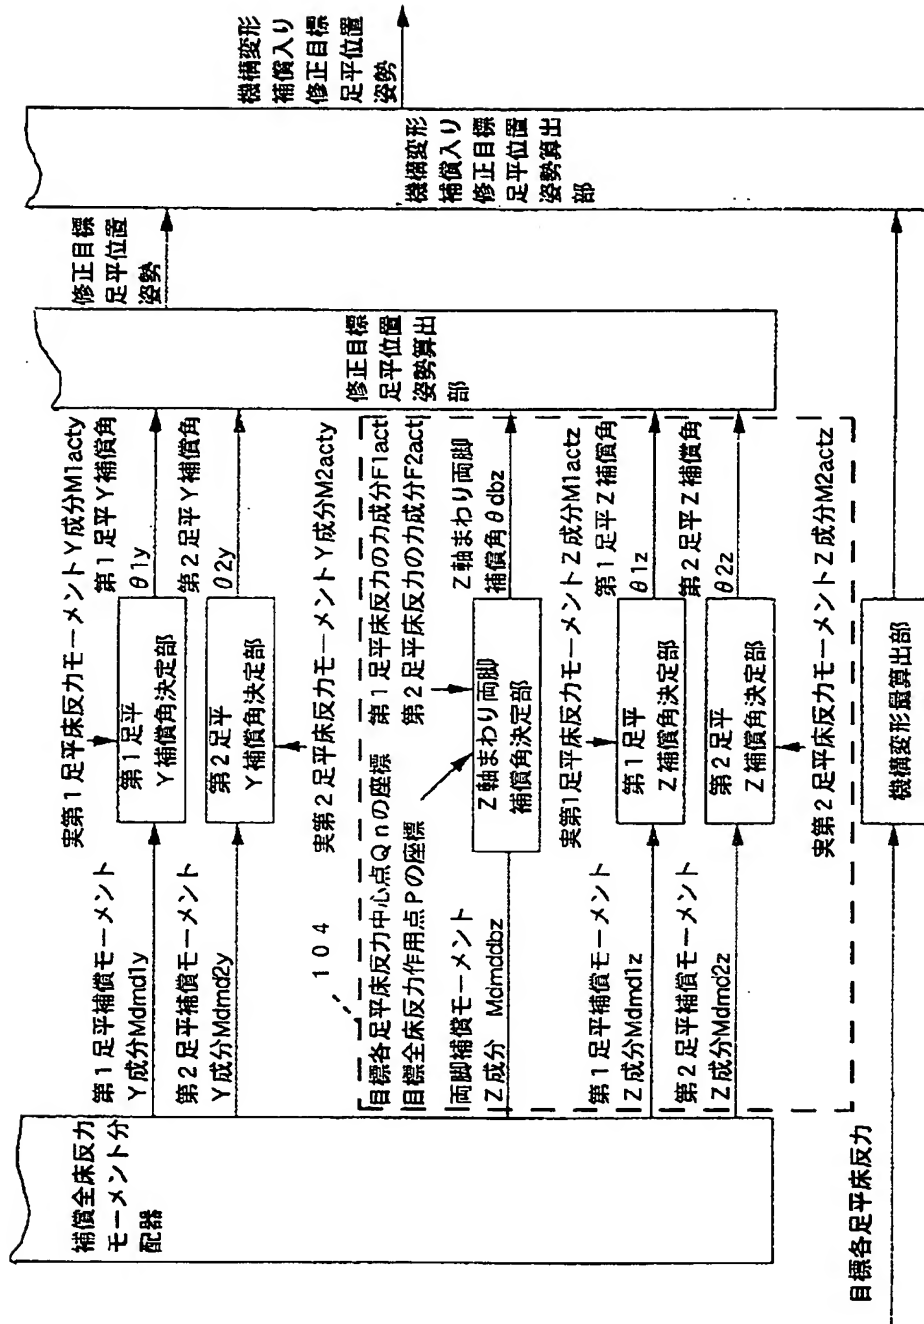 補償全床反力
モーメント分
配器
第1足平補償モーメント
Y成分Mdmd1y
第2足平補償モーメント
Y成分Mdmd2y
実第1足平床反力モーメントY成分M1acty
第1足平
Y補償角決定部
第1足平Y補償角
θ1y
第2足平
Y補償角決定部
第2足平Y補償角
θ2y
実第2足平床反力モーメントY成分M2acty
104
目標各足平床反力中心点Qnの座標
目標全床反力作用点Pの座標
第1足平床反力の力成分F1act
第2足平床反力の力成分F2act
両脚補償モーメント
Z成分 Mdmddbz
Z軸まわり両脚
補償角決定部
Z軸まわり両脚
補償角θdbz
実第1足平床反力モーメントZ成分M1actz
第1足平補償モーメント
Z成分Mdmd1z
第1足平
Z補償角決定部
第1足平Z補償角
θ1z
第2足平補償モーメント
Z成分Mdmd2z
第2足平
Z補償角決定部
第2足平Z補償角
θ2z
実第2足平床反力モーメントZ成分M2actz
目標各足平床反力
機構変形量算出部
修正目標
足平位置
姿勢算出
部
修正目標
足平位置
姿勢
機構変形
補償入り
修正目標
足平位置
姿勢算出
部
機構変形
補償入り
修正目標
足平位置
姿勢